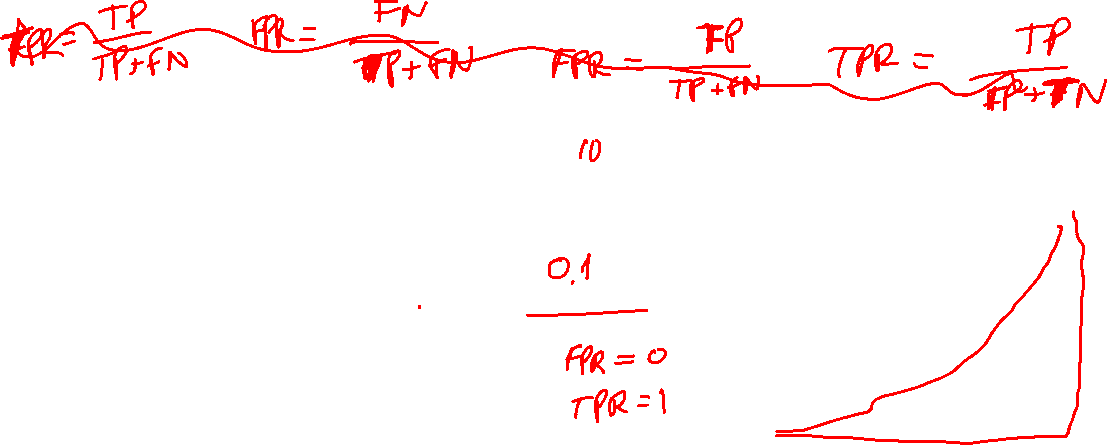 FPR = TP / TP+FN FPR = FN / TP+FN FPR = FP / TP+FN TPR = TP / FP+TN
10
0.1
FPR = 0
TPR = 1